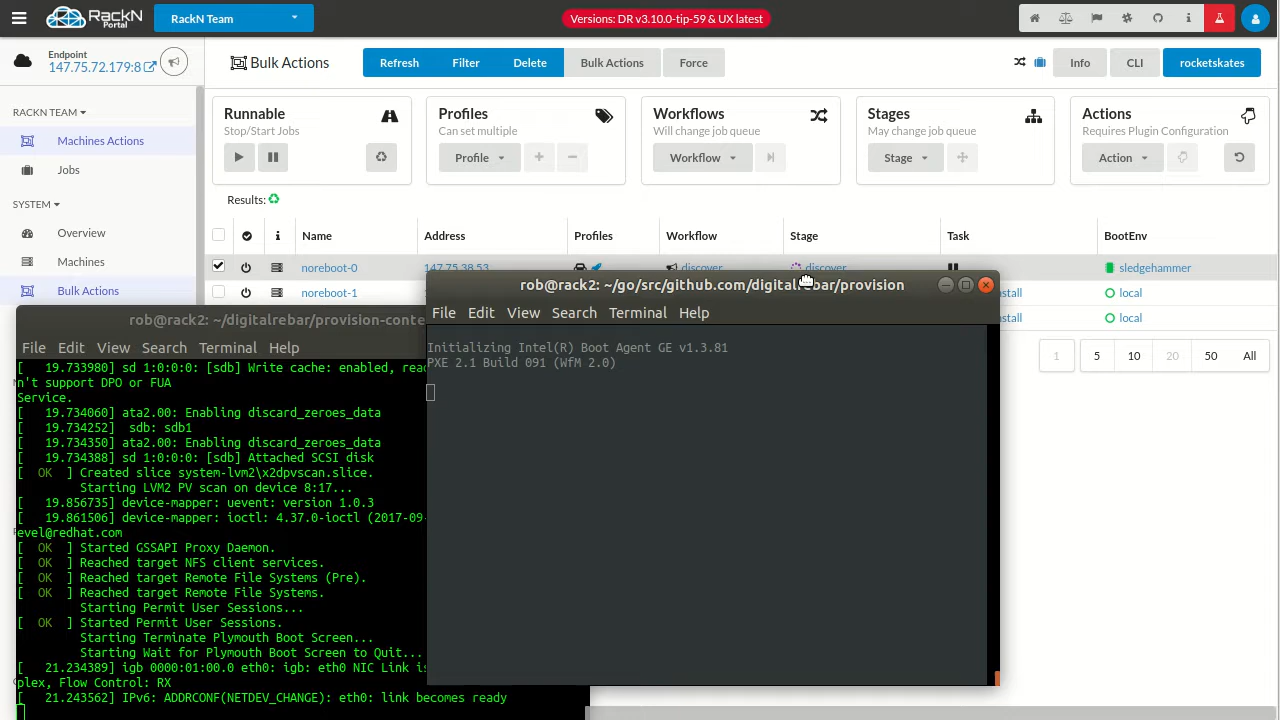 RackN
Portal
RackN Team
Versions: DR v3.10.0-tip-59 & UX latest
Endpoint
147.75.72.179:8
Bulk Actions
Refresh
Filter
Delete
Bulk Actions
Force
Info
CLI
rocketskates
RACKN TEAM
Machines Actions
Jobs
SYSTEM
Overview
Machines
Bulk Actions
Runnable
Stop/Start Jobs
Profiles
Can set multiple
Profile
Workflows
Will change job queue
Workflow
Stages
May change job queue
Stage
Actions
Requires Plugin Configuration
Action
Results:
Name Address Profiles Workflow Stage Task BootEnv
noreboot-0 147.75.38.53 discover discover sledgehammer
noreboot-1 local
local
1 5 10 20 50 All
rob@rack2: ~/digitalrebar/provision-conte
File Edit View Search Terminal Help
[   19.733980] sd 1:0:0:0: [sdb] Write cache: enabled, rea
n't support DPO or FUA
Service.
[   19.734060] ata2.00: Enabling discard_zeroes_data
[   19.734252]  sdb: sdb1
[   19.734350] ata2.00: Enabling discard_zeroes_data
[   19.734388] sd 1:0:0:0: [sdb] Attached SCSI disk
[  OK  ] Created slice system-lvm2\x2dpvscan.slice.
Starting LVM2 PV scan on device 8:17...
[   19.856735] device-mapper: uevent: version 1.0.3
[   19.861506] device-mapper: ioctl: 4.37.0-ioctl (2017-09-
evel@redhat.com
[  OK  ] Started GSSAPI Proxy Daemon.
[  OK  ] Reached target NFS client services.
[  OK  ] Reached target Remote File Systems (Pre).
[  OK  ] Reached target Remote File Systems.
Starting Permit User Sessions...
[  OK  ] Started Permit User Sessions.
Starting Terminate Plymouth Boot Screen...
Starting Wait for Plymouth Boot Screen to Quit...
[   21.234389] igb 0000:01:00.0 eth0: igb: eth0 NIC Link is
plex, Flow Control: RX
[   21.243562] IPv6: ADDRCONF(NETDEV_CHANGE): eth0: link becomes ready
rob@rack2: ~/go/src/github.com/digitalrebar/provision
File Edit View Search Terminal Help
Initializing Intel(R) Boot Agent GE v1.3.81
PXE 2.1 Build 091 (WfM 2.0)